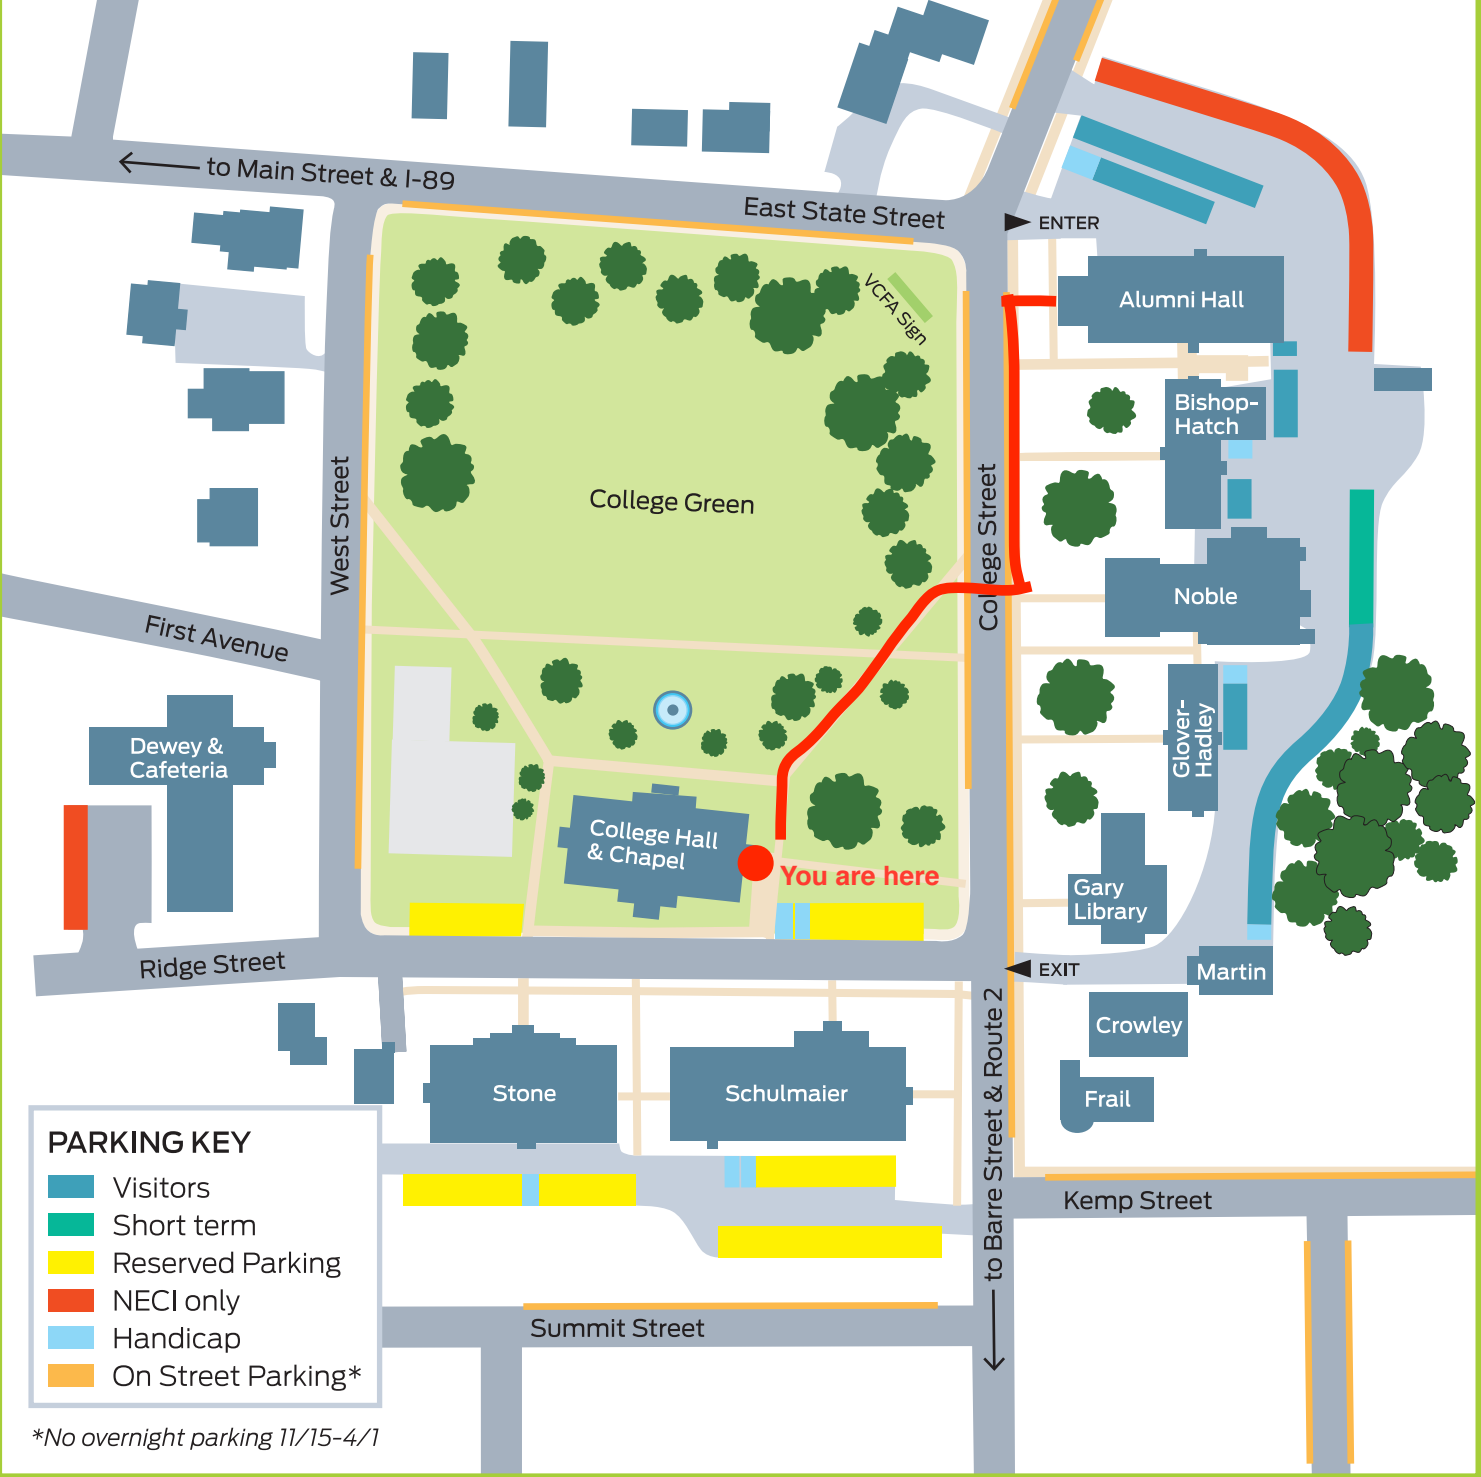 to Main Street & I-89
East State Street
ENTER
VCFA Sign
Alumni Hall
Bishop-
Hatch
College Green
College Street
West Street
Noble
First Avenue
Glover-
Hadley
Dewey &
Cafeteria
College Hall
& Chapel
You are here
Gary
Library
Ridge Street
EXIT
Martin
Crowley
Stone
Schulmaier
Frail
to Barre Street & Route 2
Kemp Street
Summit Street
PARKING KEY
Visitors
Short term
Reserved Parking
NECI only
Handicap
On Street Parking*
*No overnight parking 11/15-4/1